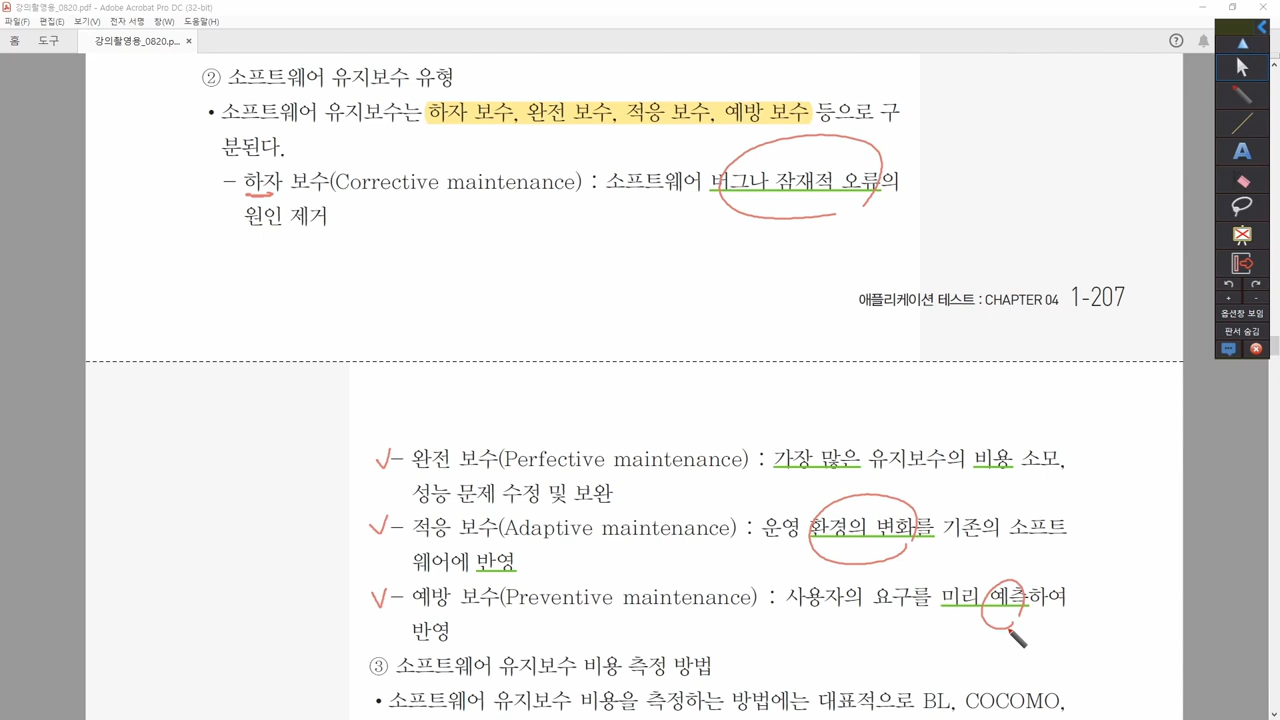 강의촬영용_0820.pdf - Adobe Acrobat Pro DC (32-bit)
파일(F) 편집(E) 보기(V) 전자 서명 창(W) 도움말(H)
홈 도구 강의촬영용_0820.p... ×
② 소프트웨어 유지보수 유형
• 소프트웨어 유지보수는 하자 보수, 완전 보수, 적응 보수, 예방 보수 등으로 구
분된다.
– 하자 보수(Corrective maintenance) : 소프트웨어 버그나 잠재적 오류의
원인 제거
애플리케이션 테스트 : CHAPTER 04 1-207
– 완전 보수(Perfective maintenance) : 가장 많은 유지보수의 비용 소모,
성능 문제 수정 및 보완
– 적응 보수(Adaptive maintenance) : 운영 환경의 변화를 기존의 소프트
웨어에 반영
– 예방 보수(Preventive maintenance) : 사용자의 요구를 미리 예측하여
반영
③ 소프트웨어 유지보수 비용 측정 방법
• 소프트웨어 유지보수 비용을 측정하는 방법에는 대표적으로 BL, COCOMO,
A
옵션창 보임
판서 숨김